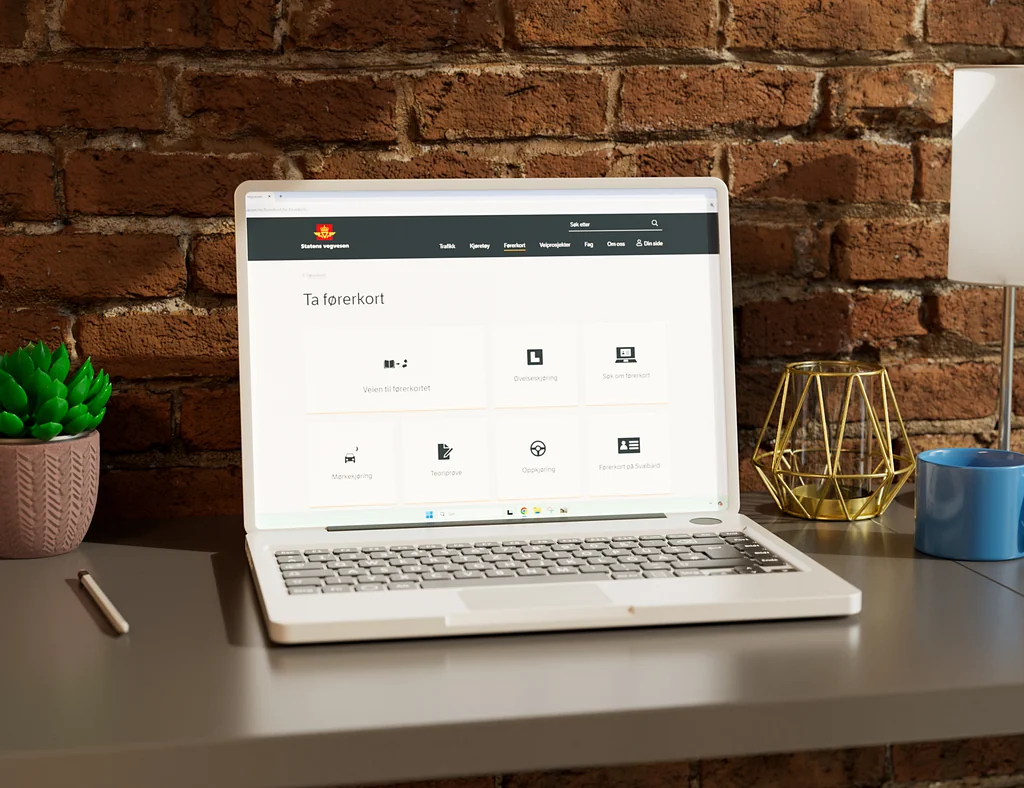 Søk etter
Statens vegvesen
Trafikk Kjøretøy Førerkort Veiprosjekter Fag Om oss Din side
Ta førerkort
Veien til førerkortet
Øvelseskjøring
Søk om førerkort
Mørkekjøring
Teoriprøve
Oppkjøring
Førerkort på Svalbard